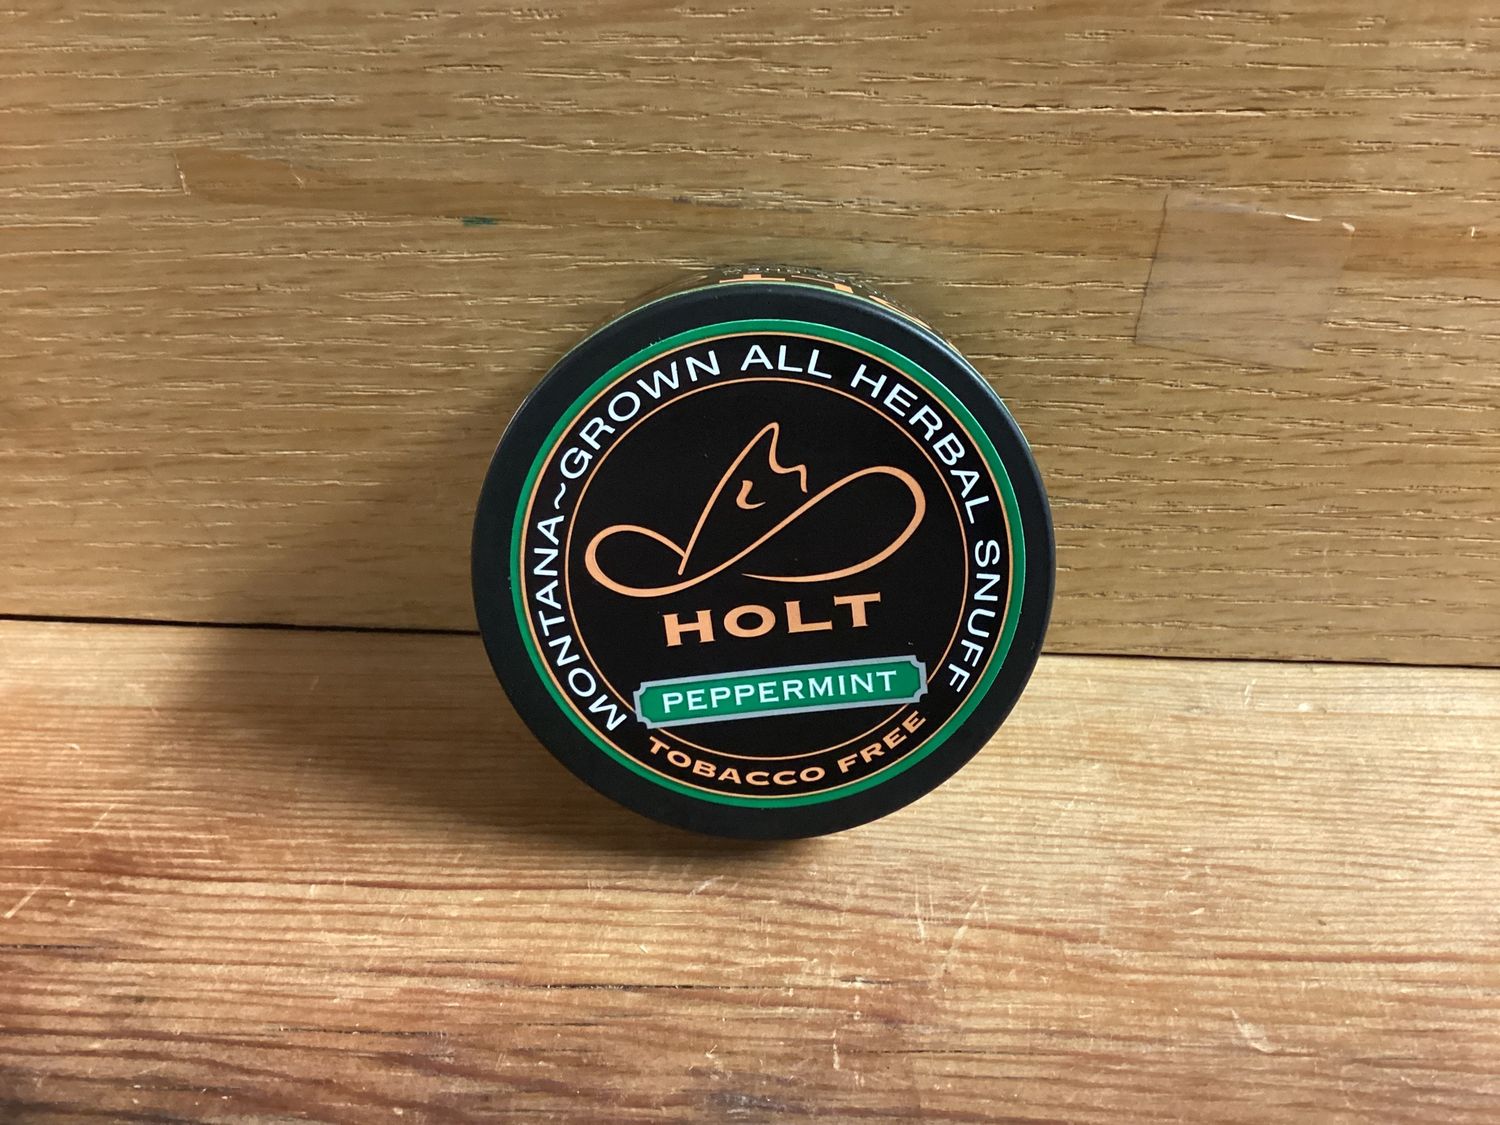 MONTANA~GROWN ALL HERBAL SNUFF
HOLT
PEPPERMINT
TOBACCO FREE